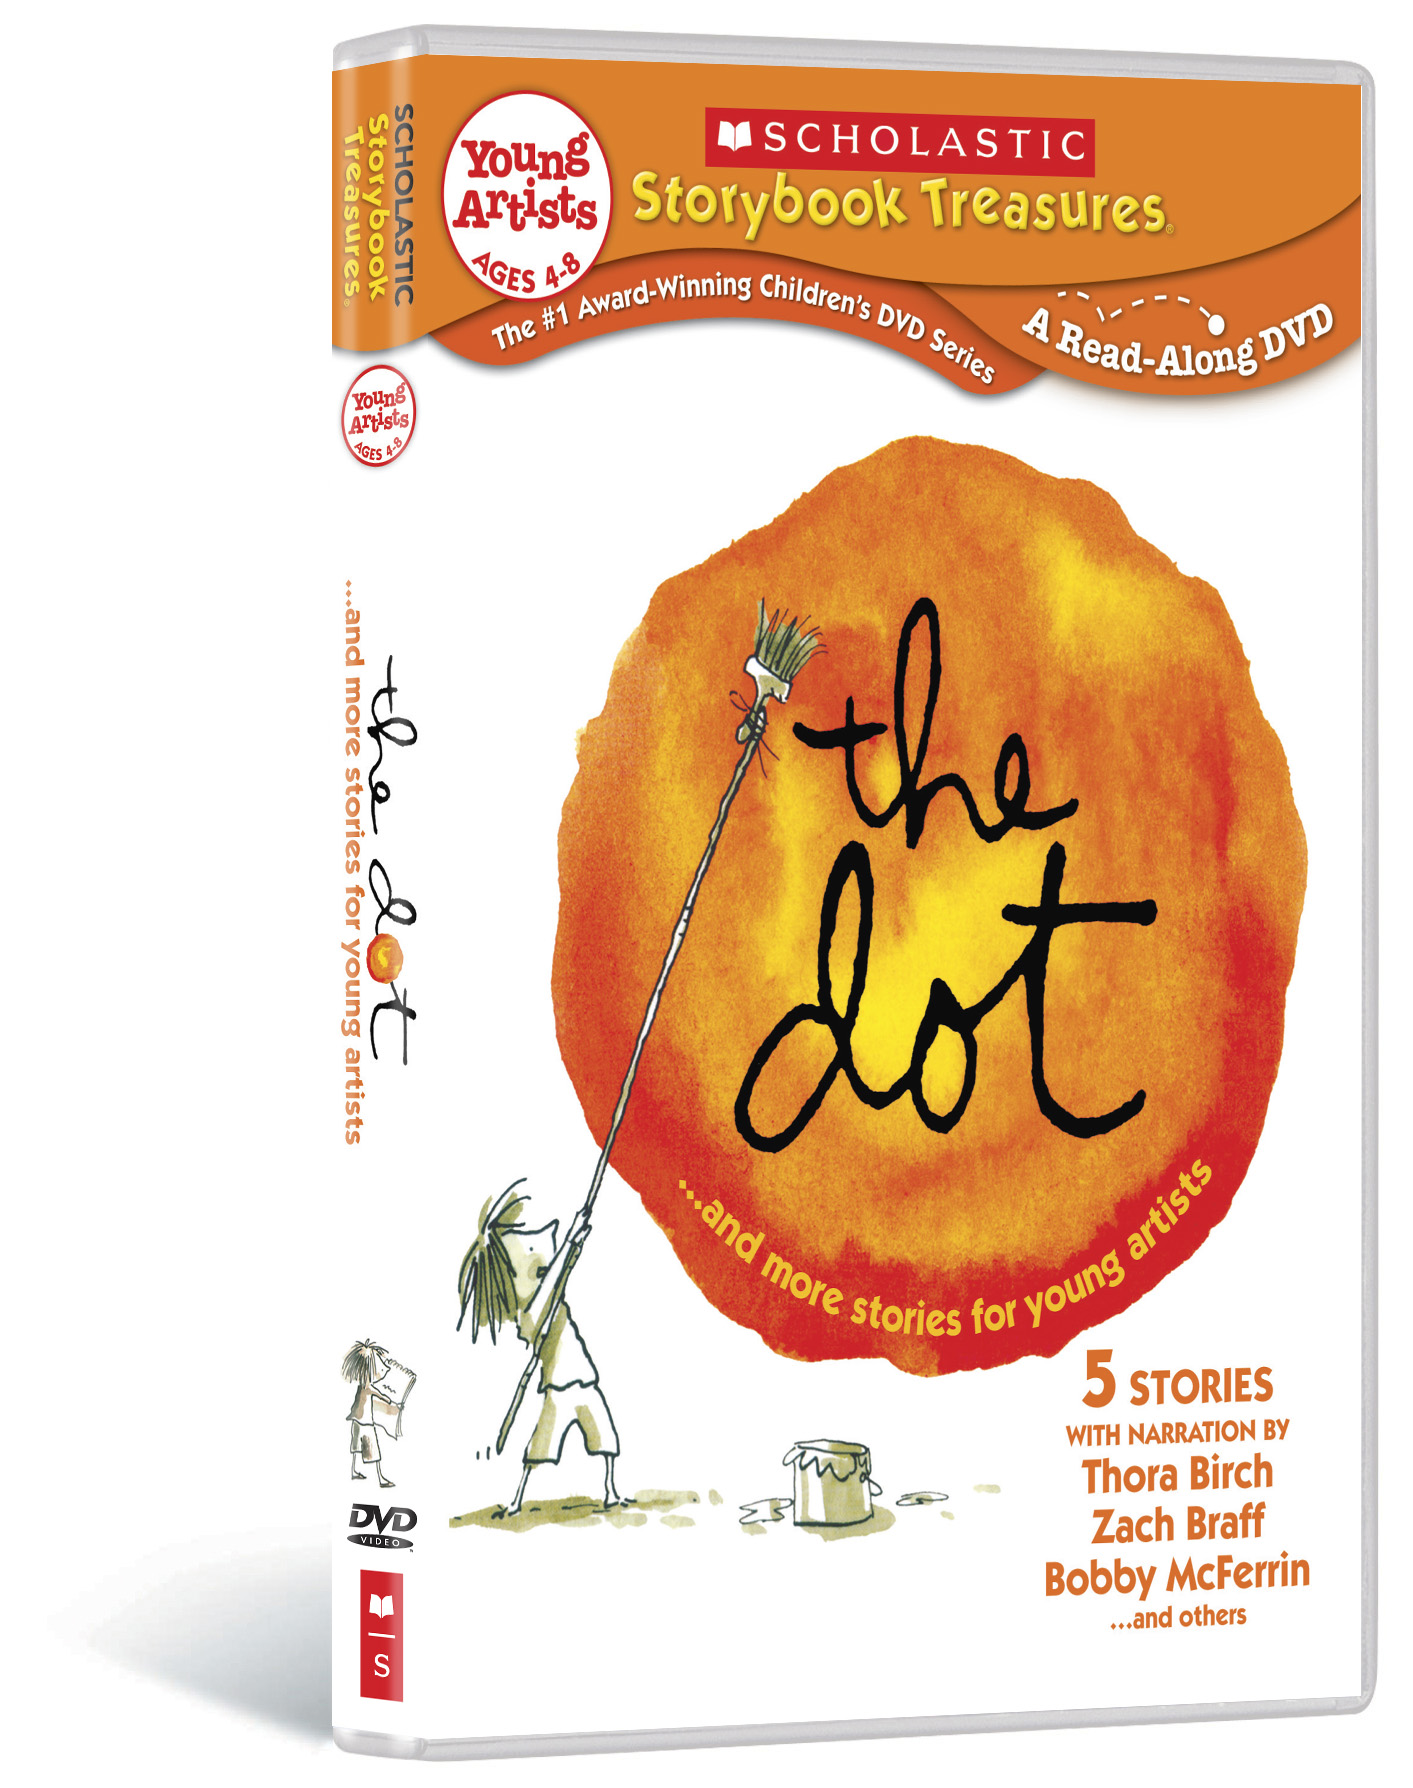 SCHOLASTIC
Storybook
Treasures®
Young
Artists
AGES 4-8
...and more stories for young artists
the dot
DVD
VIDEO
S
Young
Artists
AGES 4-8
SCHOLASTIC
Storybook Treasures®
The #1 Award-Winning Children's DVD Series
A Read-Along DVD
the
dot
...and more stories for young artists
5 STORIES
WITH NARRATION BY
Thora Birch
Zach Braff
Bobby McFerrin
...and others